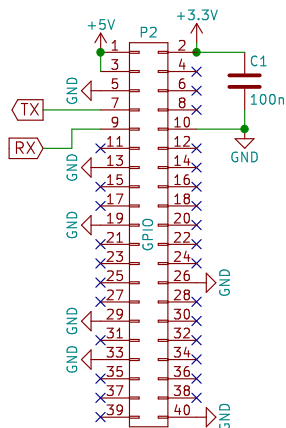 +5V
P2
+3.3V
1 2
3 4
C1
GND
5 6
TX
7 8
100n
RX
9 10
11 12
GND
GND
13 14
15 16
17 18
GND
19 20
GPIO
21 22
23 24
25 26
GND
27 28
GND
29 30
31 32
GND
33 34
35 36
37 38
39 40
GND